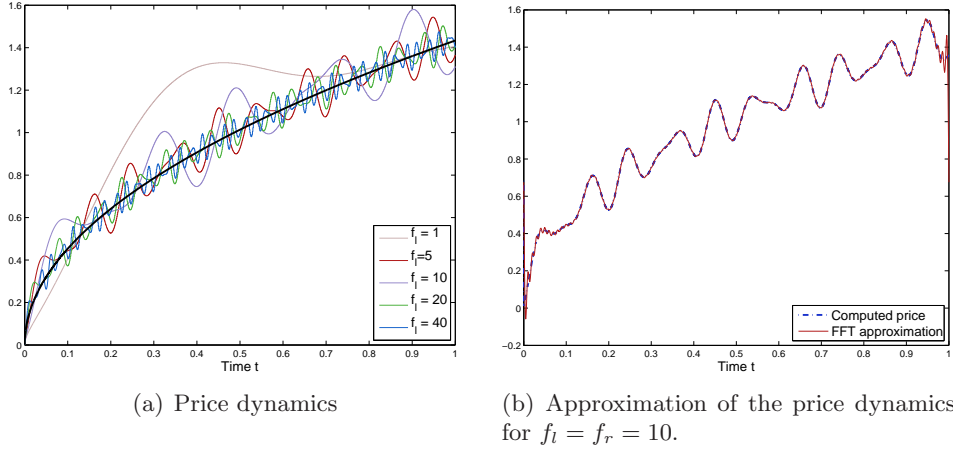 1.6
1.4
1.2
1
0.8
0.6
0.4
0.2
0
0 0.1 0.2 0.3 0.4 0.5 0.6 0.7 0.8 0.9 1
Time t
f_l = 1
f_l=5
f_l = 10
f_l = 20
f_l = 40
(a) Price dynamics
1.6
1.4
1.2
1
0.8
0.6
0.4
0.2
0
−0.2
0 0.1 0.2 0.3 0.4 0.5 0.6 0.7 0.8 0.9 1
Time t
Computed price
FFT approximation
(b) Approximation of the price dynamics
for f_l = f_r = 10.